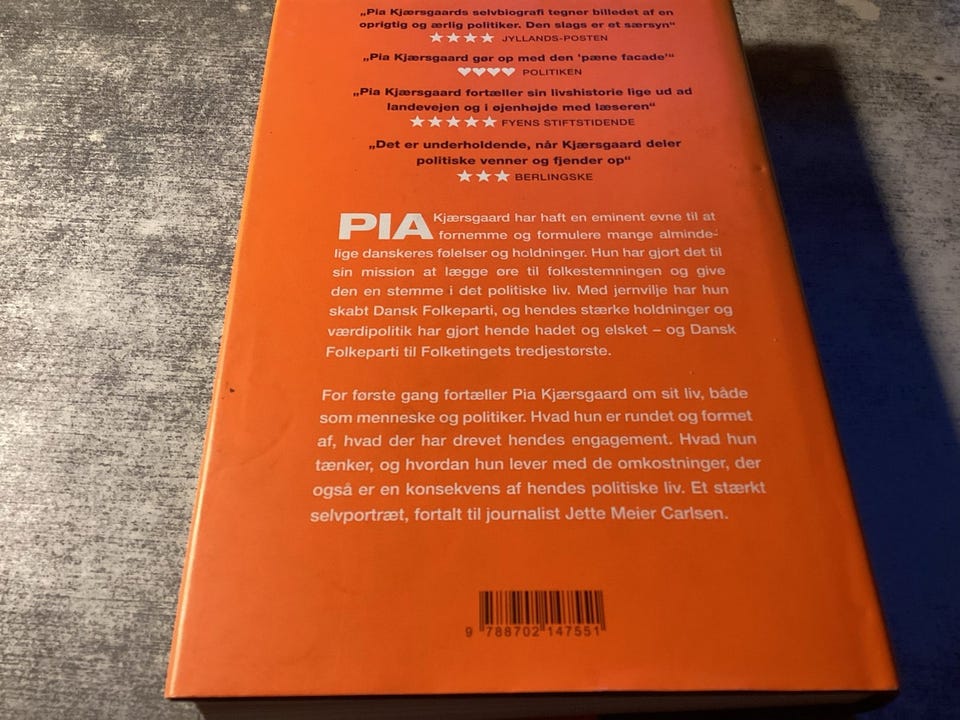 „Pia Kjærsgaards selvbiografi tegner billedet af en
oprigtig og ærlig politiker. Den slags er et særsyn“
★★★★ JYLLANDS-POSTEN
„Pia Kjærsgaard gør op med den 'pæne facade'“
♥♥♥♥ POLITIKEN
„Pia Kjærsgaard fortæller sin livshistorie lige ud ad
landevejen og i øjenhøjde med læseren“
★★★★★ FYENS STIFTSTIDENDE
„Det er underholdende, når Kjærsgaard deler
politiske venner og fjender op“
★★★ BERLINGSKE
PIA Kjærsgaard har haft en eminent evne til at
fornemme og formulere mange alminde-
lige danskeres følelser og holdninger. Hun har gjort det til
sin mission at lægge øre til folkestemningen og give
den en stemme i det politiske liv. Med jernvilje har hun
skabt Dansk Folkeparti, og hendes stærke holdninger og
værdipolitik har gjort hende hadet og elsket – og Dansk
Folkeparti til Folketingets tredjestørste.
For første gang fortæller Pia Kjærsgaard om sit liv, både
som menneske og politiker. Hvad hun er rundet og formet
af, hvad der har drevet hendes engagement. Hvad hun
tænker, og hvordan hun lever med de omkostninger, der
også er en konsekvens af hendes politiske liv. Et stærkt
selvportræt, fortalt til journalist Jette Meier Carlsen.
9 788702 147551